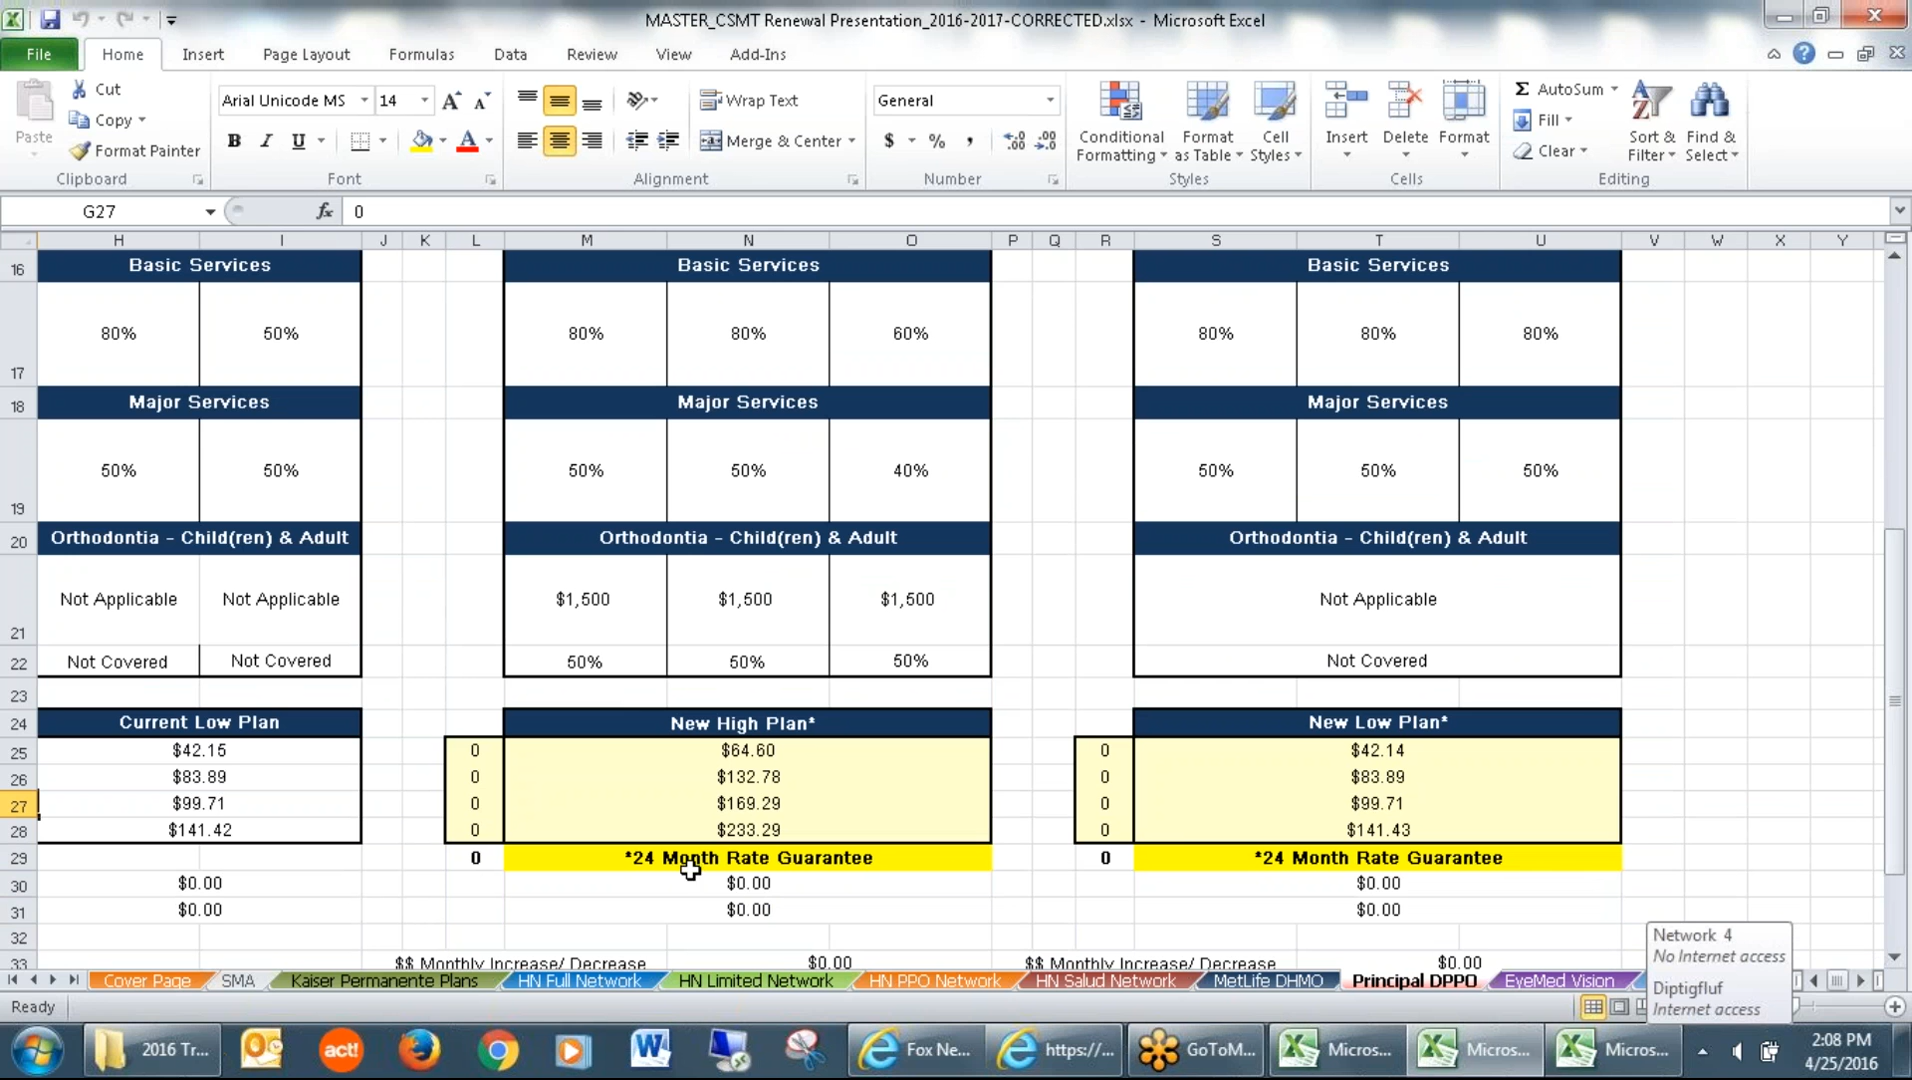 MASTER_CSMT Renewal Presentation_2016-2017-CORRECTED.xlsx - Microsoft Excel
File Home Insert Page Layout Formulas Data Review View Add-Ins
Paste
Cut
Copy
Format Painter
Clipboard
Arial Unicode MS 14
B I U
Font
Wrap Text
Merge & Center
Alignment
General
$ % ,
Number
Conditional Formatting
Format as Table
Cell Styles
Styles
Insert Delete Format
Cells
AutoSum
Fill
Clear
Sort & Filter
Find & Select
Editing
G27 fx 0
H I J K L M N O P Q R S T U V W X Y
16 Basic Services Basic Services Basic Services
17 80% 50% 80% 80% 60% 80% 80% 80%
18 Major Services Major Services Major Services
19 50% 50% 50% 50% 40% 50% 50% 50%
20 Orthodontia - Child(ren) & Adult Orthodontia - Child(ren) & Adult Orthodontia - Child(ren) & Adult
21 Not Applicable Not Applicable $1,500 $1,500 $1,500 Not Applicable
22 Not Covered Not Covered 50% 50% 50% Not Covered
23
24 Current Low Plan New High Plan* New Low Plan*
25 $42.15 0 $64.60 0 $42.14
26 $83.89 0 $132.78 0 $83.89
27 $99.71 0 $169.29 0 $99.71
28 $141.42 0 $233.29 0 $141.43
29 0 *24 Month Rate Guarantee 0 *24 Month Rate Guarantee
30 $0.00 $0.00 $0.00
31 $0.00 $0.00 $0.00
32
33 $$ Monthly Increase/ Decrease $0.00 $$ Monthly Increase/ Decrease $0.00
Network 4
No Internet access
Diptigfluf
Internet access
Cover Page SMA Kaiser Permanente Plans HN Full Network HN Limited Network HN PPO Network HN Salud Network MetLife DHMO Principal DPPO EyeMed Vision
Ready
2016 Tr... act! Fox Ne... https://... GoToM... Micros... Micros... Micros...
2:08 PM
4/25/2016